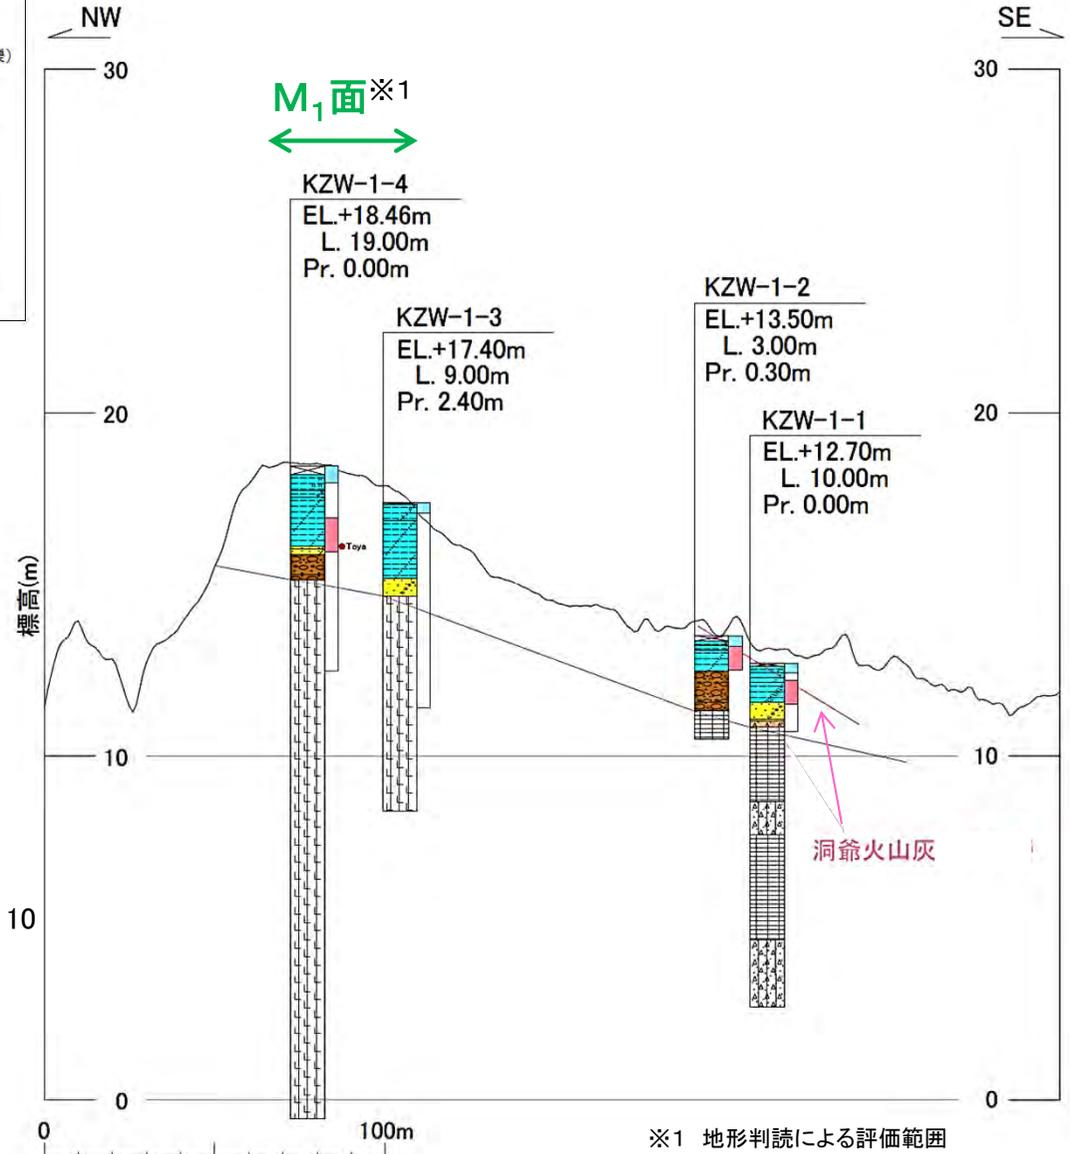 NW
SE
30
30
M₁面※1
KZW-1-4
EL.+18.46m
L. 19.00m
Pr. 0.00m
KZW-1-3
EL.+17.40m
L. 9.00m
Pr. 2.40m
KZW-1-2
EL.+13.50m
L. 3.00m
Pr. 0.30m
20
20
KZW-1-1
EL.+12.70m
L. 10.00m
Pr. 0.00m
Toya
標高(m)
10
10
洞爺火山灰
10
0
0
0
100m
※1 地形判読による評価範囲